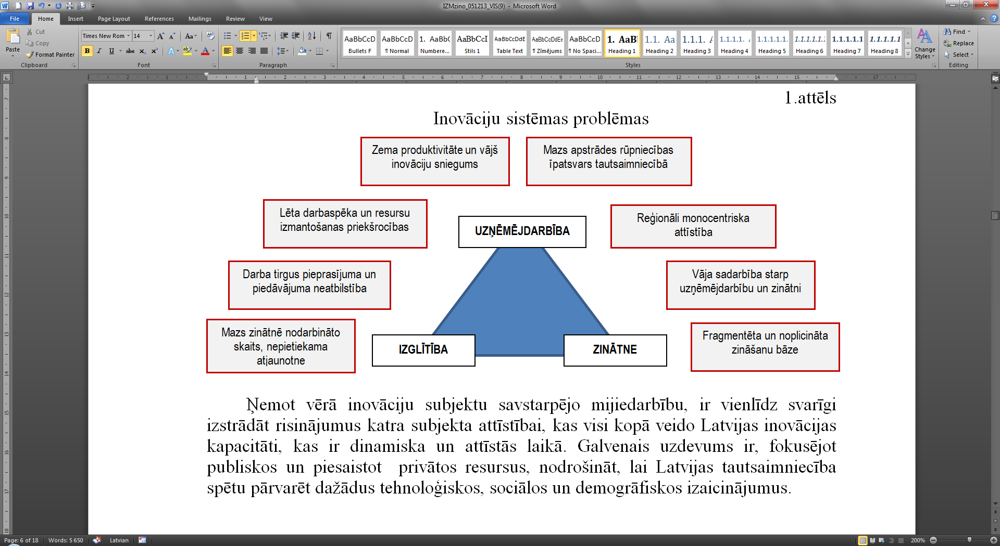 IZMzino_051213_VIS(9) - Microsoft Word
File Home Insert Page Layout References Mailings Review View
Paste
Cut
Copy
Format Painter
Clipboard
Times New Rom 14
Font
Paragraph
AaBbCcD AaBbCcD 1. AaBbC AaBbCcI AaBbCcDdE AaBbCcDdEe AaBbCcD 1. AaB 1.1. Aa 1.1.1. A 1.1.1.1. A 1.1.1.1.1. 1.1.1.1.1.1 1.1.1.1.1 1.1.1.1.1
Bullets F ¶ Normal Numbere... Stils 1 Table Text ¶ Zīmējums ¶ No Spaci... Heading 1 Heading 2 Heading 3 Heading 4 Heading 5 Heading 6 Heading 7 Heading 8
Styles
Change Styles
Find
Replace
Select
Editing
1.attēls
Inovāciju sistēmas problēmas
Zema produktivitāte un vājš
inovāciju sniegums
Mazs apstrādes rūpniecības
īpatsvars tautsaimniecībā
Lēta darbaspēka un resursu
izmantošanas priekšrocības
UZŅĒMĒJDARBĪBA
Reģionāli monocentriska
attīstība
Darba tirgus pieprasījuma un
piedāvājuma neatbilstība
Vāja sadarbība starp
uzņēmējdarbību un zinātni
Mazs zinātnē nodarbināto
skaits, nepietiekama
atjaunotne
IZGLĪTĪBA
ZINĀTNE
Fragmentēta un noplicināta
zināšanu bāze
Ņemot vērā inovāciju subjektu savstarpējo mijiedarbību, ir vienlīdz svarīgi
izstrādāt risinājumus katra subjekta attīstībai, kas visi kopā veido Latvijas inovācijas
kapacitāti, kas ir dinamiska un attīstās laikā. Galvenais uzdevums ir, fokusējot
publiskos un piesaistot privātos resursus, nodrošināt, lai Latvijas tautsaimniecība
spētu pārvarēt dažādus tehnoloģiskos, sociālos un demogrāfiskos izaicinājumus.
Page: 6 of 18 Words: 5 650 Latvian 200%